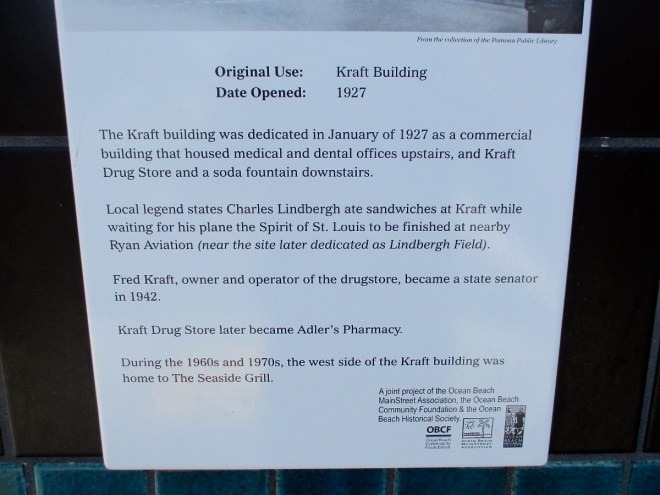 From the collection of the Pomona Public Library
Original Use: Kraft Building
Date Opened: 1927
The Kraft building was dedicated in January of 1927 as a commercial
building that housed medical and dental offices upstairs, and Kraft
Drug Store and a soda fountain downstairs.
Local legend states Charles Lindbergh ate sandwiches at Kraft while
waiting for his plane the Spirit of St. Louis to be finished at nearby
Ryan Aviation (near the site later dedicated as Lindbergh Field).
Fred Kraft, owner and operator of the drugstore, became a state senator
in 1942.
Kraft Drug Store later became Adler's Pharmacy.
During the 1960s and 1970s, the west side of the Kraft building was
home to The Seaside Grill.
A joint project of the Ocean Beach
MainStreet Association, the Ocean Beach
Community Foundation & the Ocean
Beach Historical Society.
OBCF
Ocean Beach
Community
Foundation